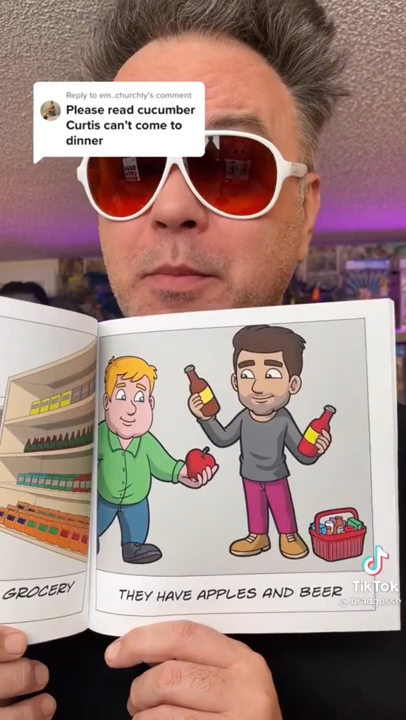 Reply to em..churchly's comment
Please read cucumber
Curtis can't come to
dinner
GROCERY
THEY HAVE APPLES AND BEER
TikTok